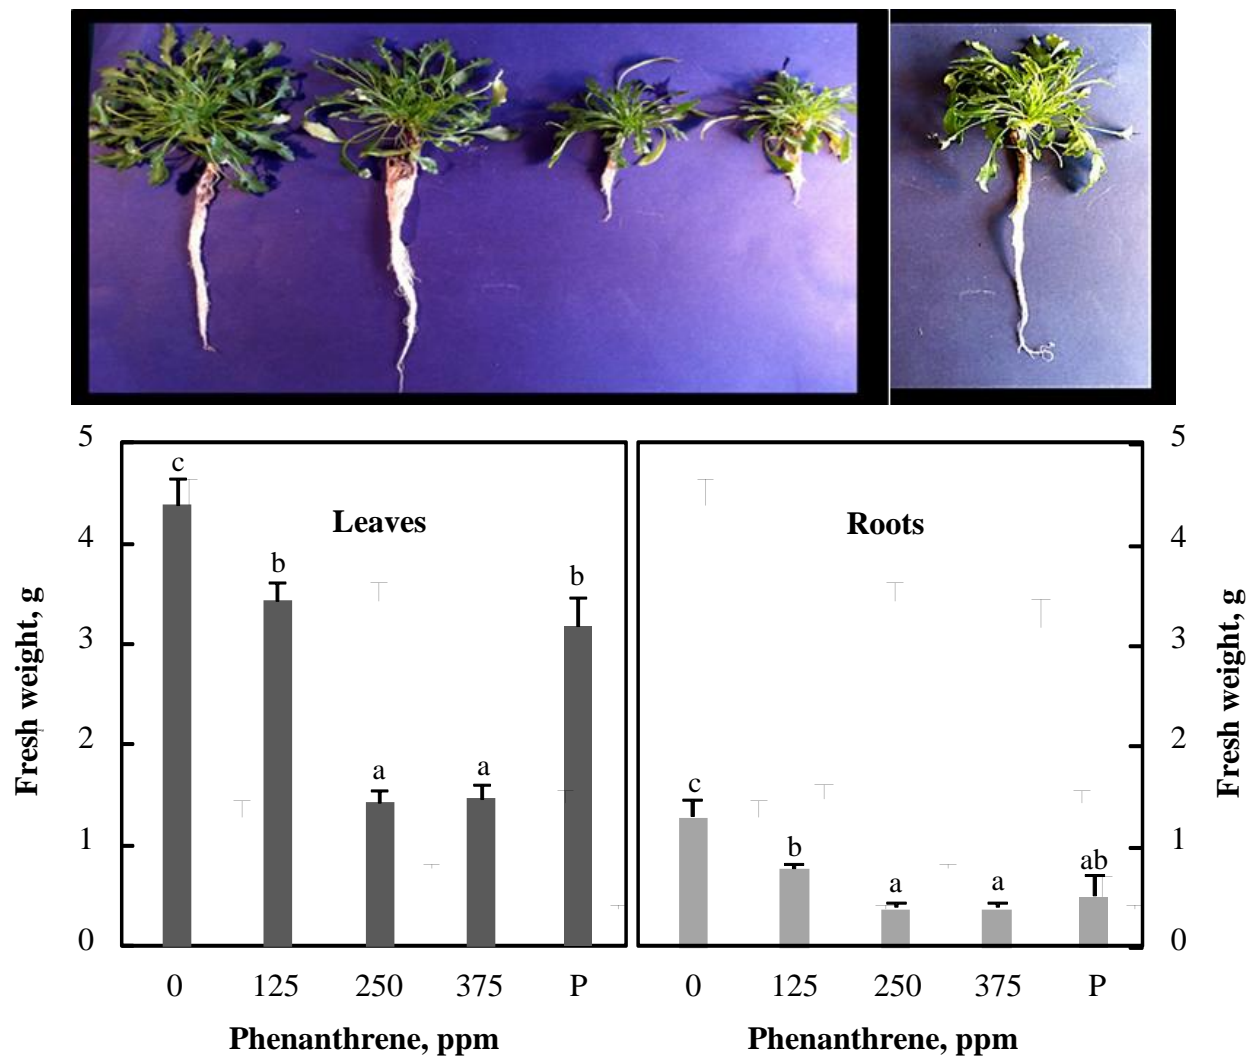 5
4
3
2
1
0
Fresh weight, g
Leaves
c
b
a
a
b
0 125 250 375 P
Phenanthrene, ppm
Roots
c
b
a
a
ab
0 125 250 375 P
Phenanthrene, ppm
5
4
3
2
1
0
Fresh weight, g